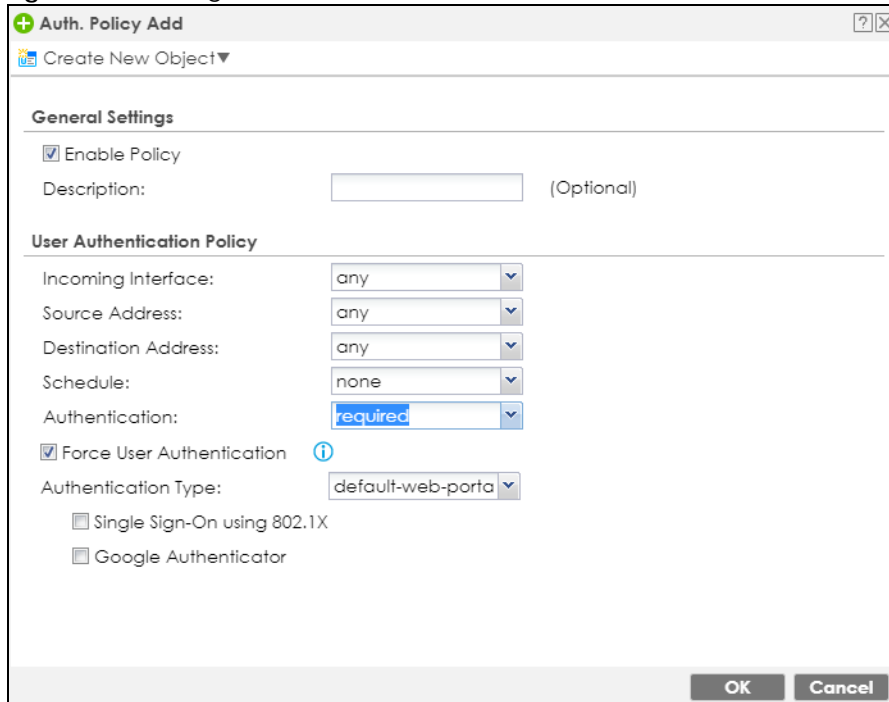 Auth. Policy Add
Create New Object
General Settings
Enable Policy
Description: (Optional)
User Authentication Policy
Incoming Interface: any
Source Address: any
Destination Address: any
Schedule: none
Authentication: required
Force User Authentication
Authentication Type: default-web-porta
Single Sign-On using 802.1X
Google Authenticator
OK Cancel